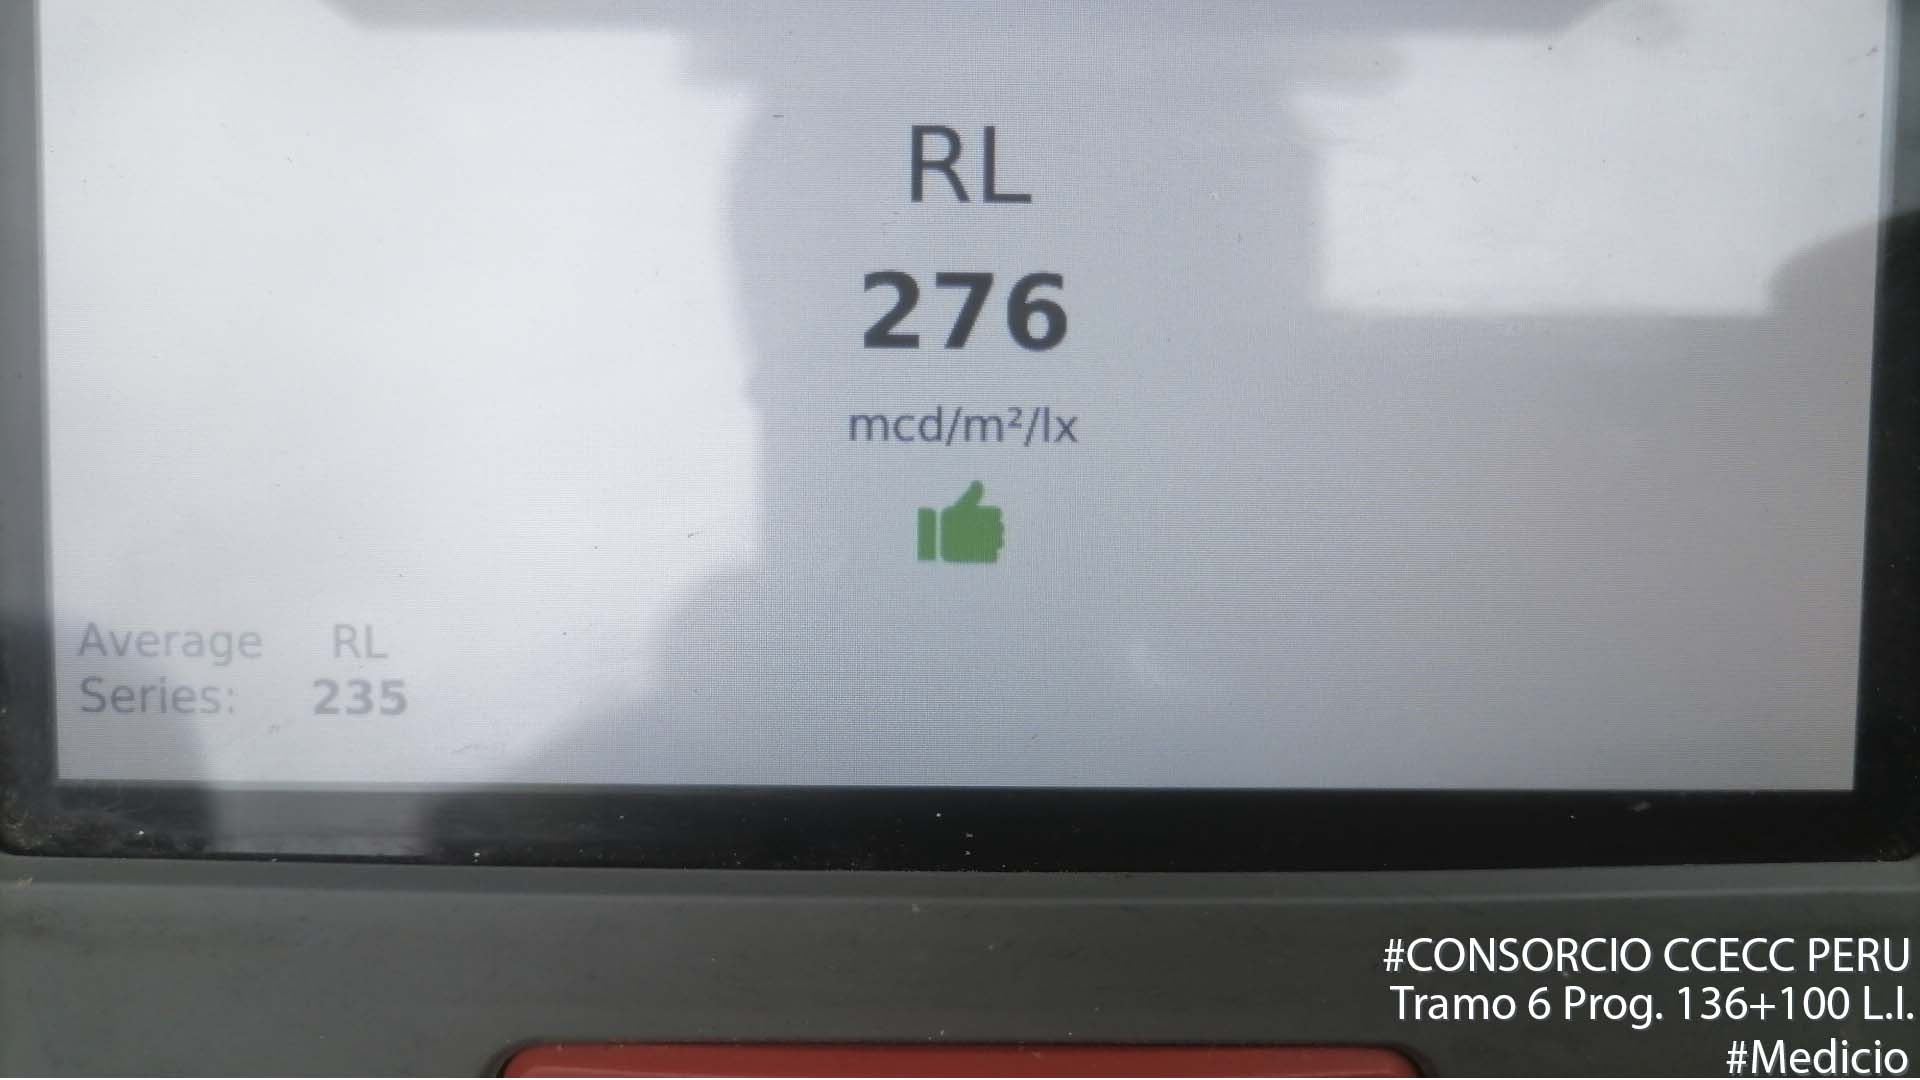 RL
276
mcd/m²/lx
Average RL
Series: 235
#CONSORCIO CCECC PERU
Tramo 6 Prog. 136+100 L.I.
#Medicio